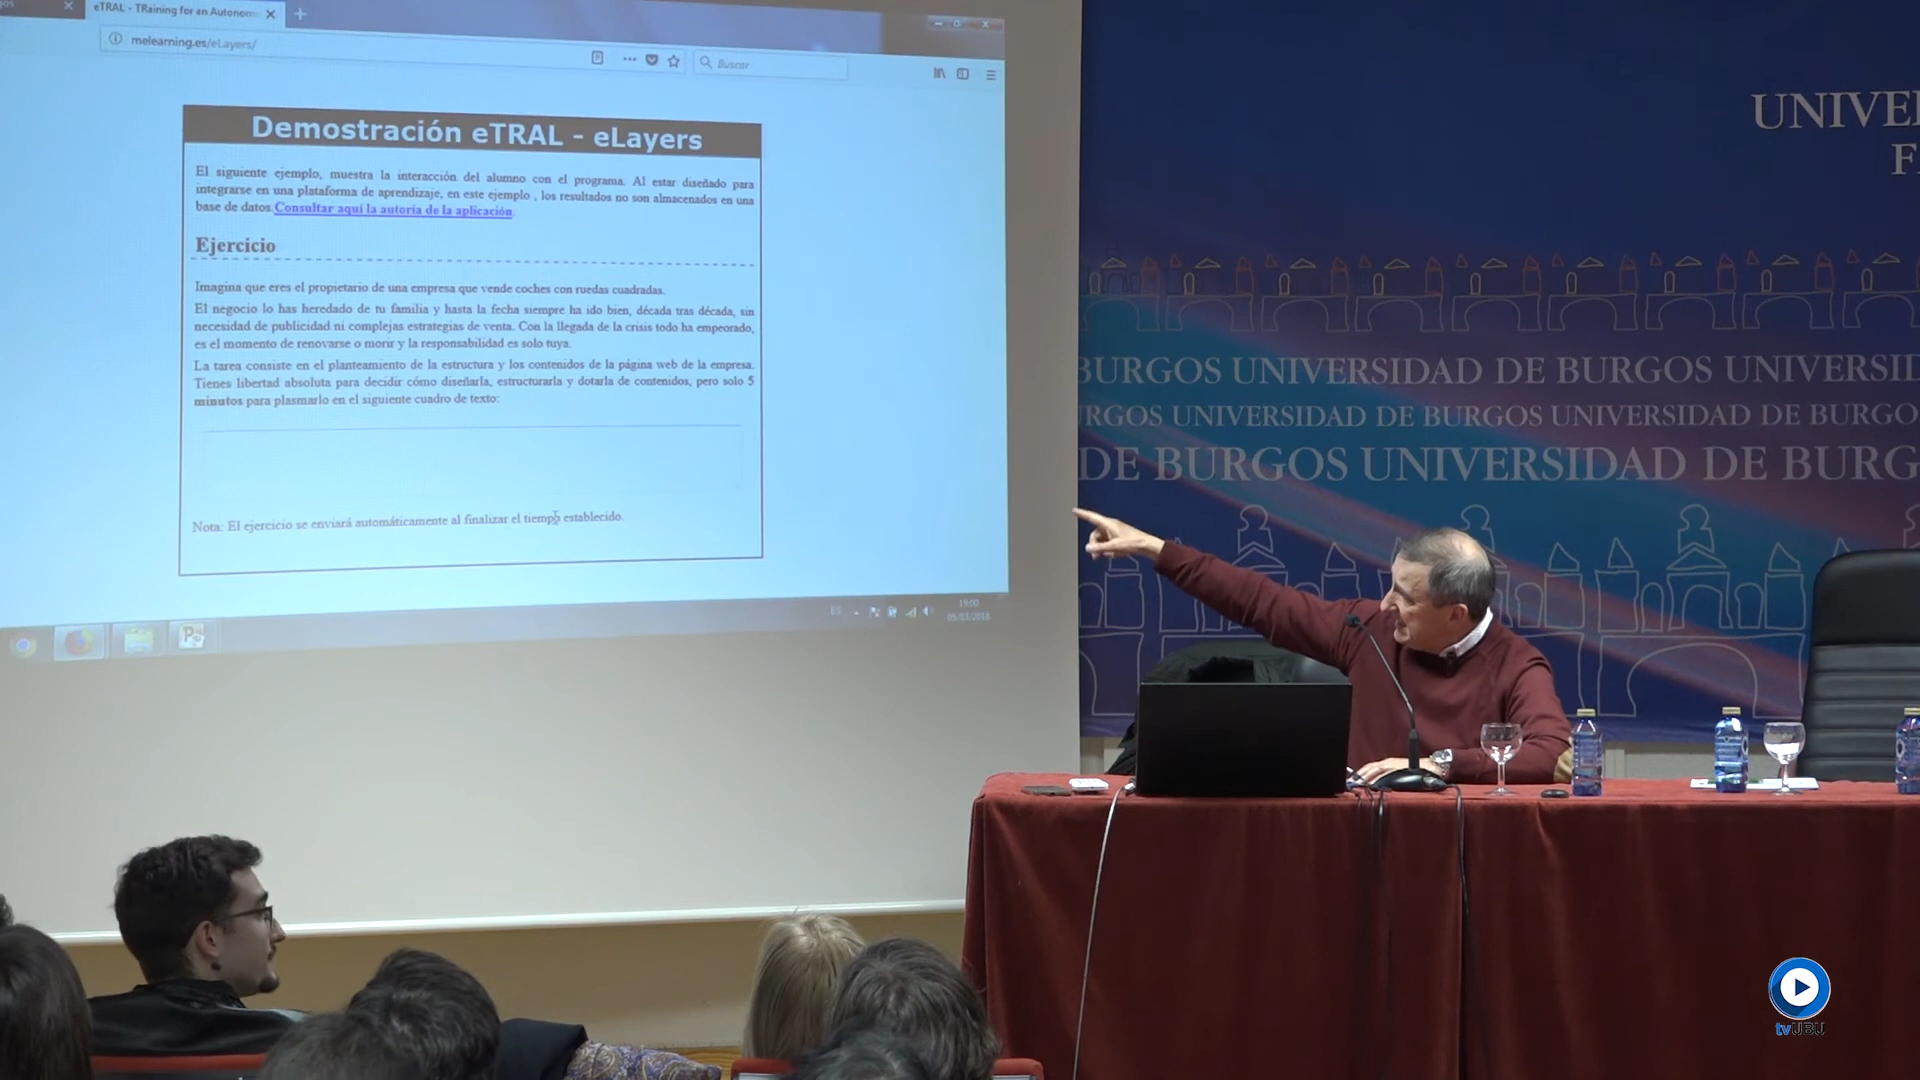 eTRAL - TRaining for an Autonom
melearning.es/eLayers/
Buscar
Demostración eTRAL - eLayers
El siguiente ejemplo, muestra la interacción del alumno con el programa. Al estar diseñado para
integrarse en una plataforma de aprendizaje, en este ejemplo , los resultados no son almacenados en una
base de datos.Consultar aquí la autoría de la aplicación.
Ejercicio
Imagina que eres el propietario de una empresa que vende coches con ruedas cuadradas.
El negocio lo has heredado de tu familia y hasta la fecha siempre ha ido bien, década tras década, sin
necesidad de publicidad ni complejas estrategias de venta. Con la llegada de la crisis todo ha empeorado,
es el momento de renovarse o morir y la responsabilidad es solo tuya.
La tarea consiste en el planteamiento de la estructura y los contenidos de la página web de la empresa.
Tienes libertad absoluta para decidir cómo diseñarla, estructurarla y dotarla de contenidos, pero solo 5
minutos para plasmarlo en el siguiente cuadro de texto:
Nota: El ejercicio se enviará automáticamente al finalizar el tiempo establecido.
ES
19:00
05/03/2018
UNIVE
F
BURGOS UNIVERSIDAD DE BURGOS UNIVERSID
URGOS UNIVERSIDAD DE BURGOS UNIVERSIDAD DE BURGO
DE BURGOS UNIVERSIDAD DE BURG
tvUBU